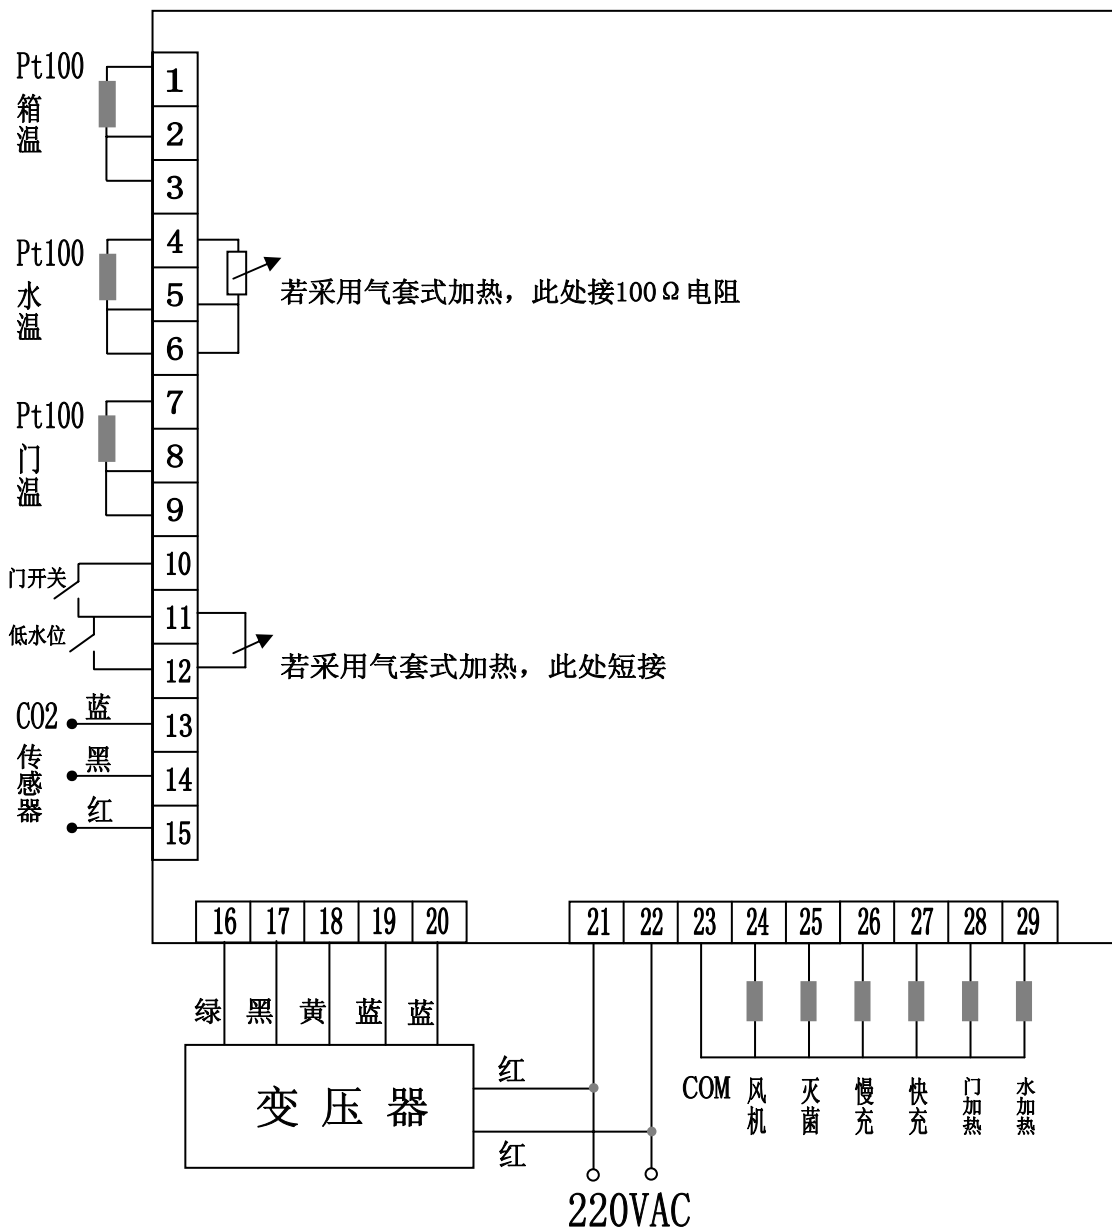 Pt100
箱温
1
2
3
Pt100
水温
4
5
6
若采用气套式加热，此处接100Ω电阻
Pt100
门温
7
8
9
门开关
10
11
低水位
12
若采用气套式加热，此处短接
CO2
传感器
蓝
13
黑
14
红
15
16 17 18 19 20 21 22 23 24 25 26 27 28 29
绿 黑 黄 蓝 蓝
变压器
红
红
220VAC
COM
风机
灭菌
慢充
快充
门加热
水加热